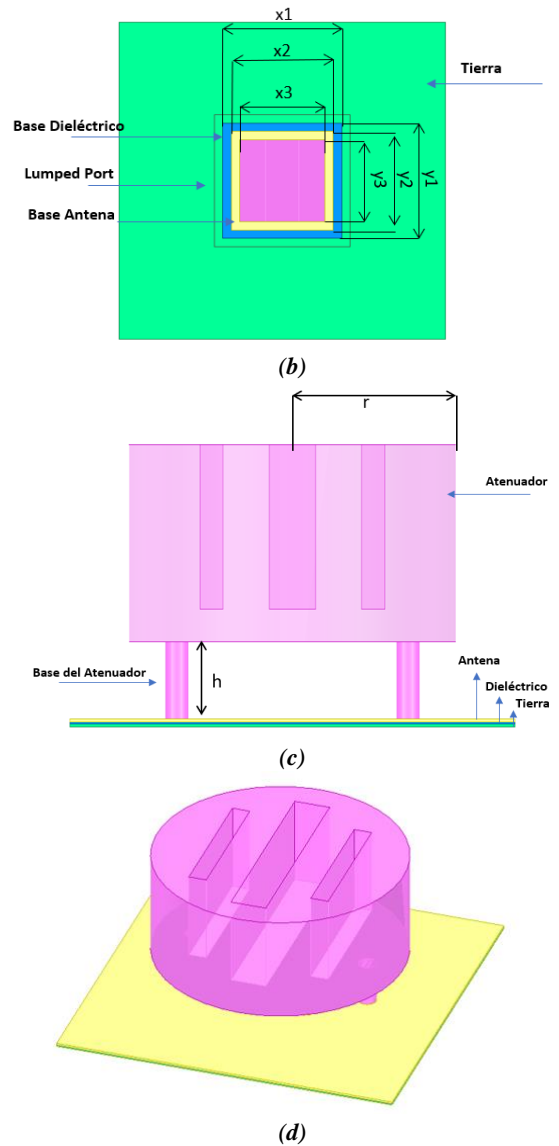 x1
x2
x3
Tierra
Base Dieléctrico
Lumped Port
Base Antena
y3
y2
y1
(b)
r
Atenuador
Base del Atenuador
h
Antena
Dieléctrico
Tierra
(c)
(d)